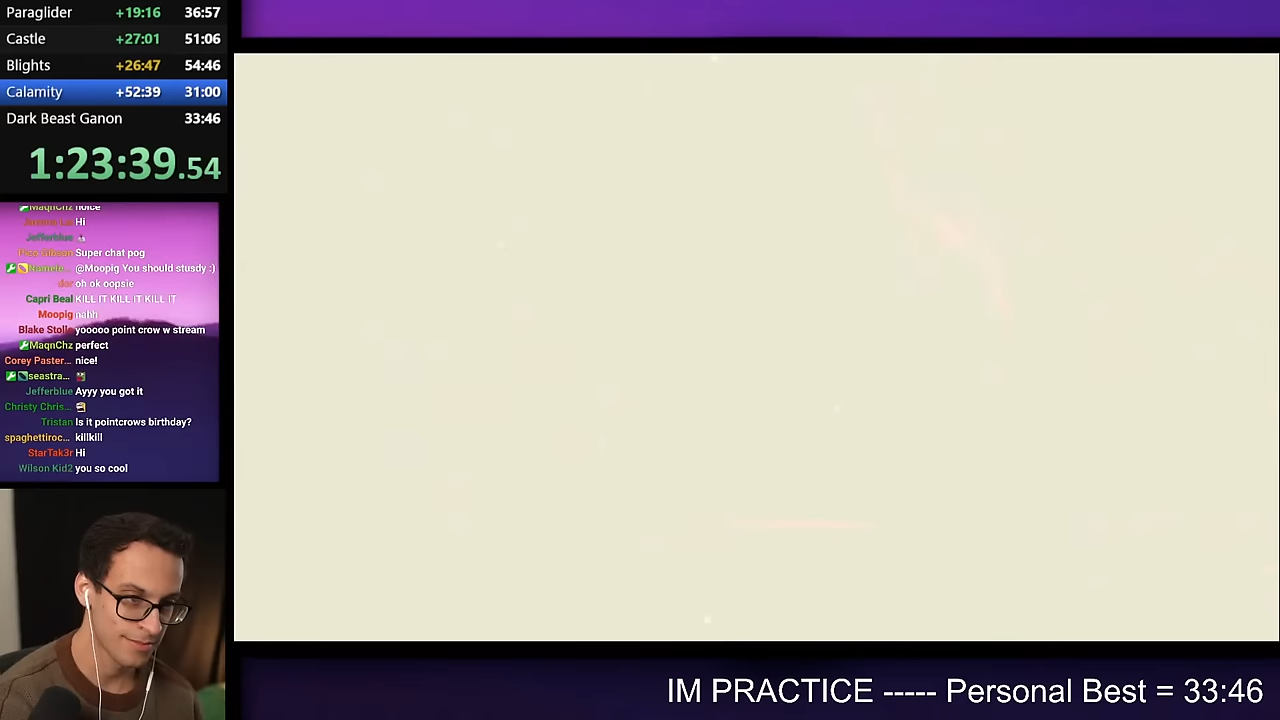 Paraglider +19:16 36:57
Castle +27:01 51:06
Blights +26:47 54:46
Calamity +52:39 31:00
Dark Beast Ganon 33:46
1:23:39.54
MaqnChz noice
Hi
Jefferblue
Super chat pog
@Moopig You should stusdy :)
oh ok oopsie
Capri Beal KILL IT KILL IT KILL IT
Moopig nahh
Blake Stoll yooooo point crow w stream
MaqnChz perfect
Corey Paster... nice!
seastra...
Jefferblue Ayyy you got it
Christy Chris...
Tristan Is it pointcrows birthday?
spaghettiroc... killkill
StarTak3r Hi
Wilson Kid2 you so cool
IM PRACTICE ----- Personal Best = 33:46